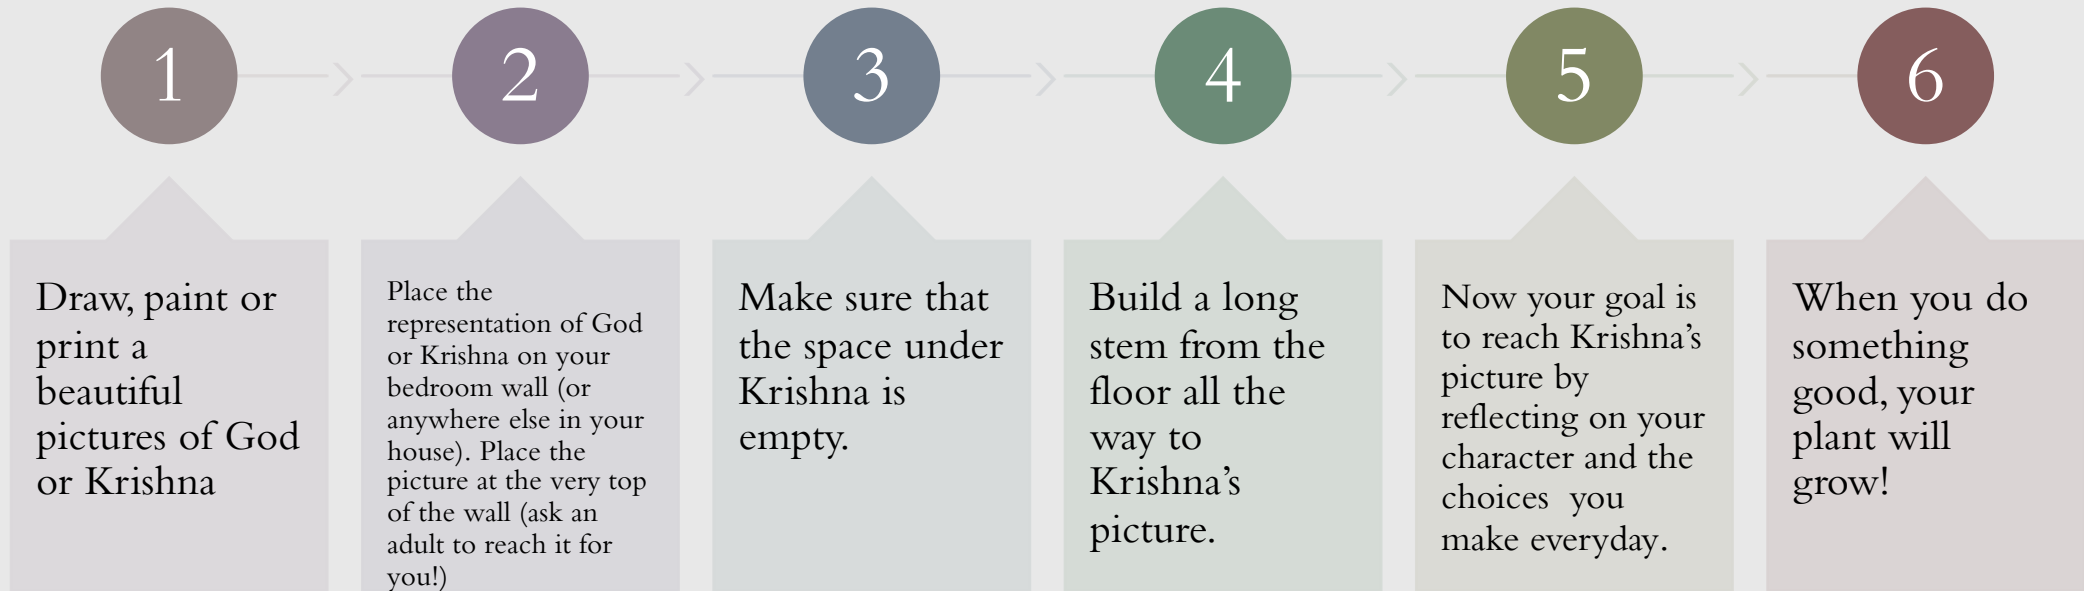 1
2
3
4
5
6
Draw, paint or
print a
beautiful
pictures of God
or Krishna
Place the
representation of God
or Krishna on your
bedroom wall (or
anywhere else in your
house). Place the
picture at the very top
of the wall (ask an
adult to reach it for
you!)
Make sure that
the space under
Krishna is
empty.
Build a long
stem from the
floor all the
way to
Krishna’s
picture.
Now your goal is
to reach Krishna’s
picture by
reflecting on your
character and the
choices  you
make everyday.
When you do
something
good, your
plant will
grow!